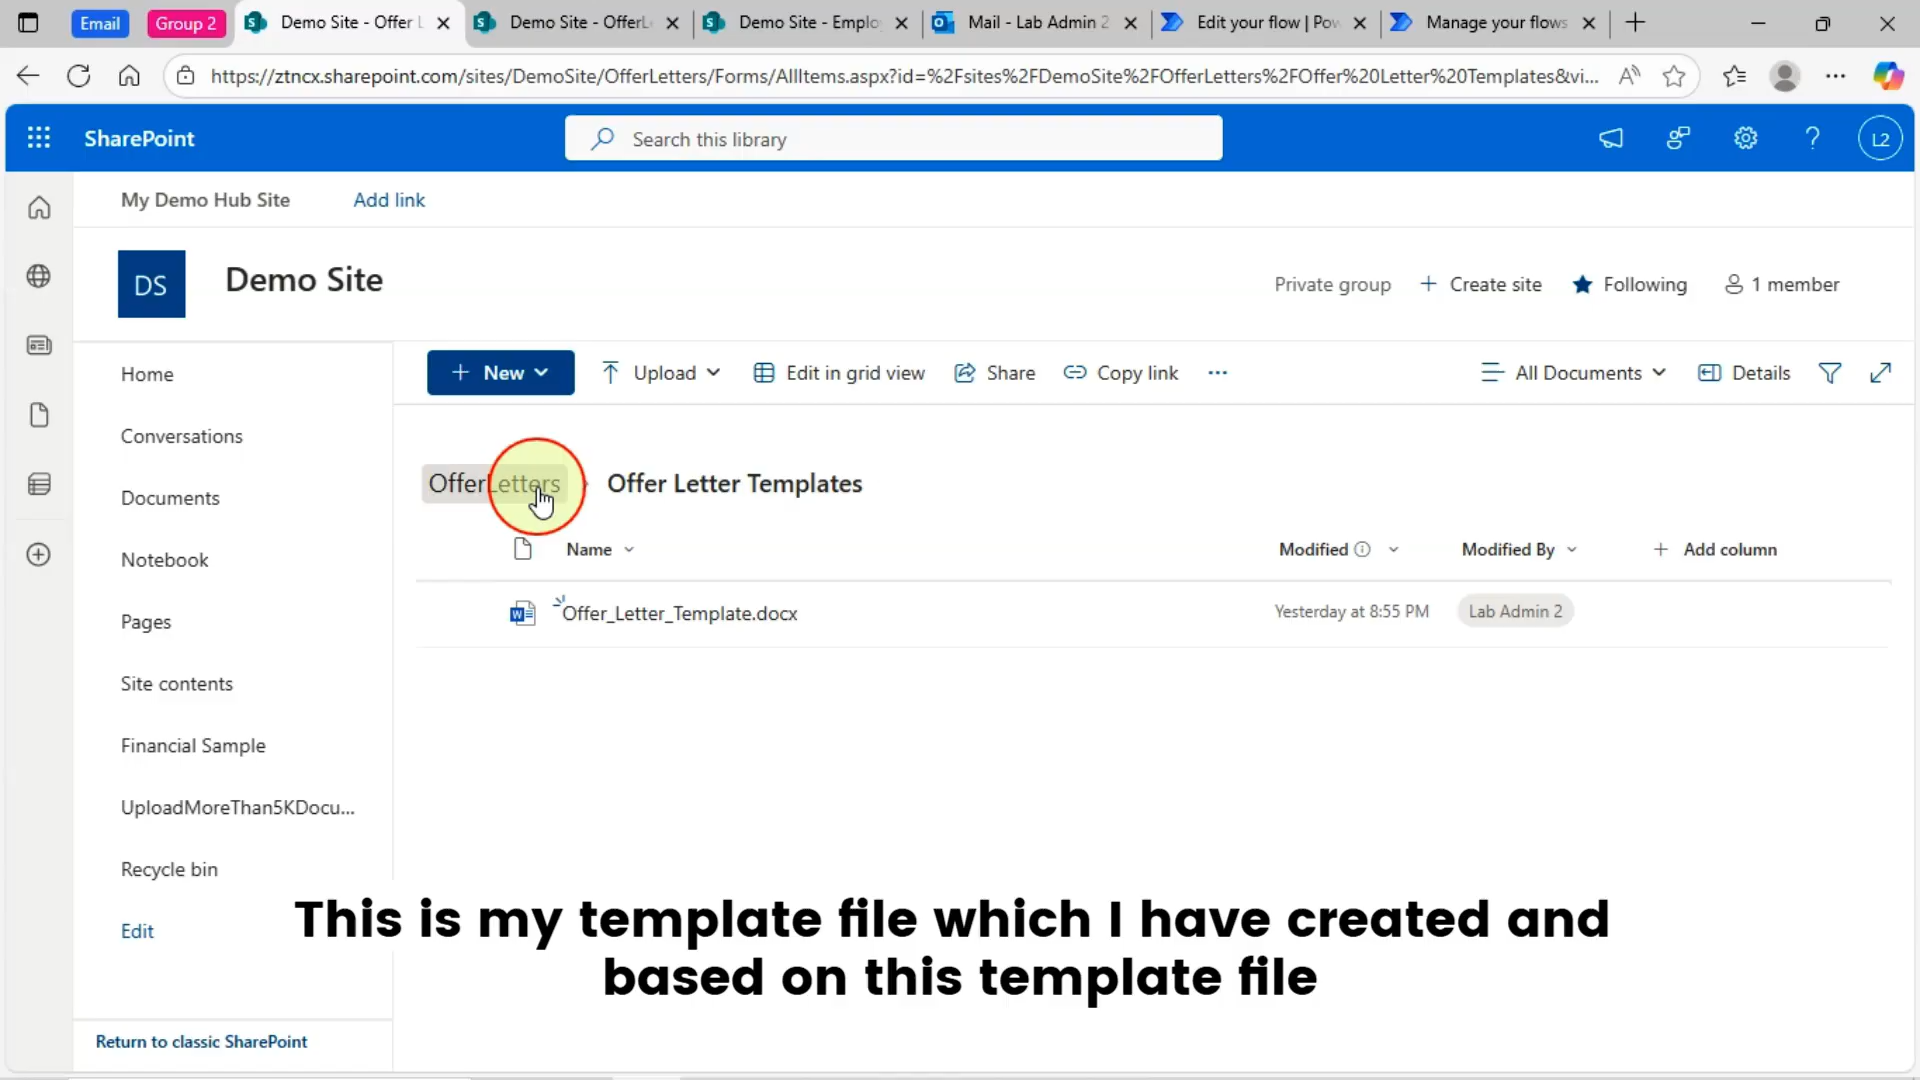 Email
Group 2
Demo Site - Offer L
Demo Site - OfferL
Demo Site - Emplo
Mail - Lab Admin 2
Edit your flow | Pow
Manage your flows
https://ztncx.sharepoint.com/sites/DemoSite/OfferLetters/Forms/AllItems.aspx?id=%2Fsites%2FDemoSite%2FOfferLetters%2FOffer%20Letter%20Templates&vi...
SharePoint
Search this library
L2
My Demo Hub Site
Add link
DS
Demo Site
Private group
Create site
Following
1 member
Home
Conversations
Documents
Notebook
Pages
Site contents
Financial Sample
UploadMoreThan5KDocu...
Recycle bin
Edit
Return to classic SharePoint
New
Upload
Edit in grid view
Share
Copy link
All Documents
Details
OfferLetters
Offer Letter Templates
Name
Modified
Modified By
Add column
Offer_Letter_Template.docx
Yesterday at 8:55 PM
Lab Admin 2
This is my template file which I have created and
based on this template file